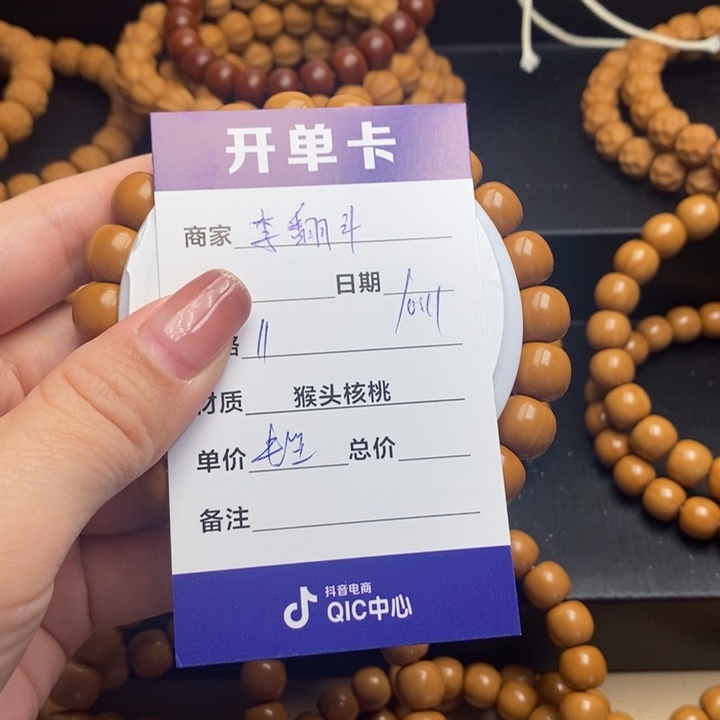 开单卡
商家 李翻斗
日期 10.11
格 11
材质 猴头核桃
单价 总价
备注
抖音电商
QIC中心